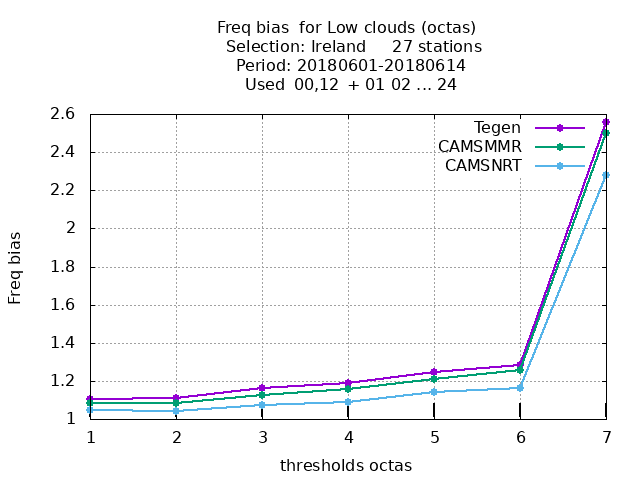 Freq bias  for Low clouds (octas)
Selection: Ireland     27 stations
Period: 20180601-20180614
Used  00,12  + 01 02 ... 24
Tegen
CAMSMMR
CAMSNRT
2.6
2.4
2.2
2
1.8
1.6
1.4
1.2
1
Freq bias
1 2 3 4 5 6 7
thresholds octas